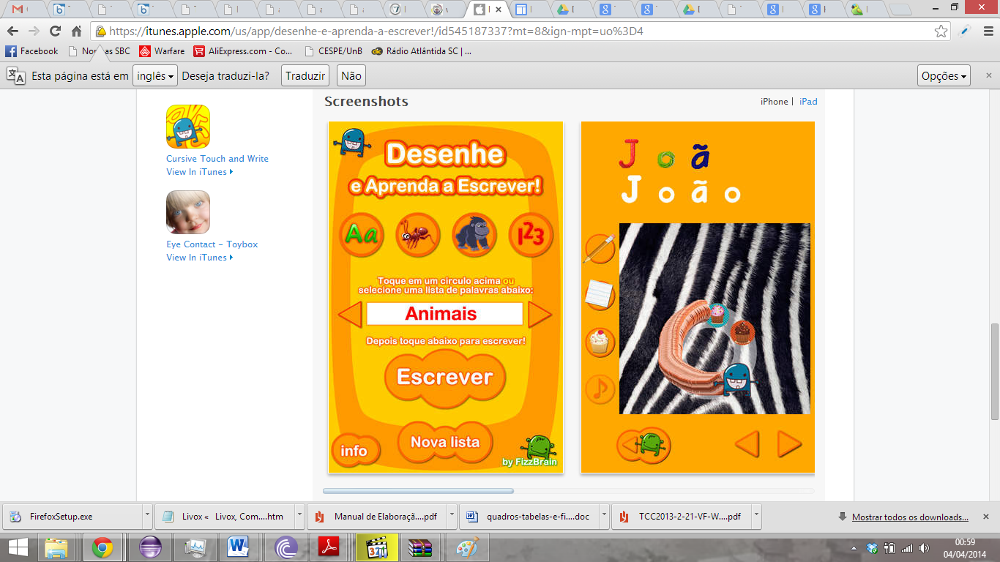 https://itunes.apple.com/us/app/desenhe-e-aprenda-a-escrever!/id545187337?mt=8&ign-mpt=uo%3D4
Facebook
SBC
Warfare
AliExpress.com - Co...
CESPE/UnB
Rádio Atlântida SC | ...
Esta página está em
inglês
Deseja traduzi-la?
Traduzir
Não
Opções
Screenshots
iPhone |
iPad
Cursive Touch and Write
View In iTunes
Eye Contact - Toybox
View In iTunes
Desenhe
e Aprenda a Escrever!
Aa
123
Toque em um circulo acima ou
selecione uma lista de palavras abaixo:
Animais
Depois toque abaixo para escrever!
Escrever
Nova lista
info
by FizzBrain
J o ã
J o ã o
FirefoxSetup.exe
Livox « Livox, Com....htm
Manual de Elaboraçã....pdf
quadros-tabelas-e-fi....doc
TCC2013-2-21-VF-W....pdf
Mostrar todos os downloads...
00:59
04/04/2014